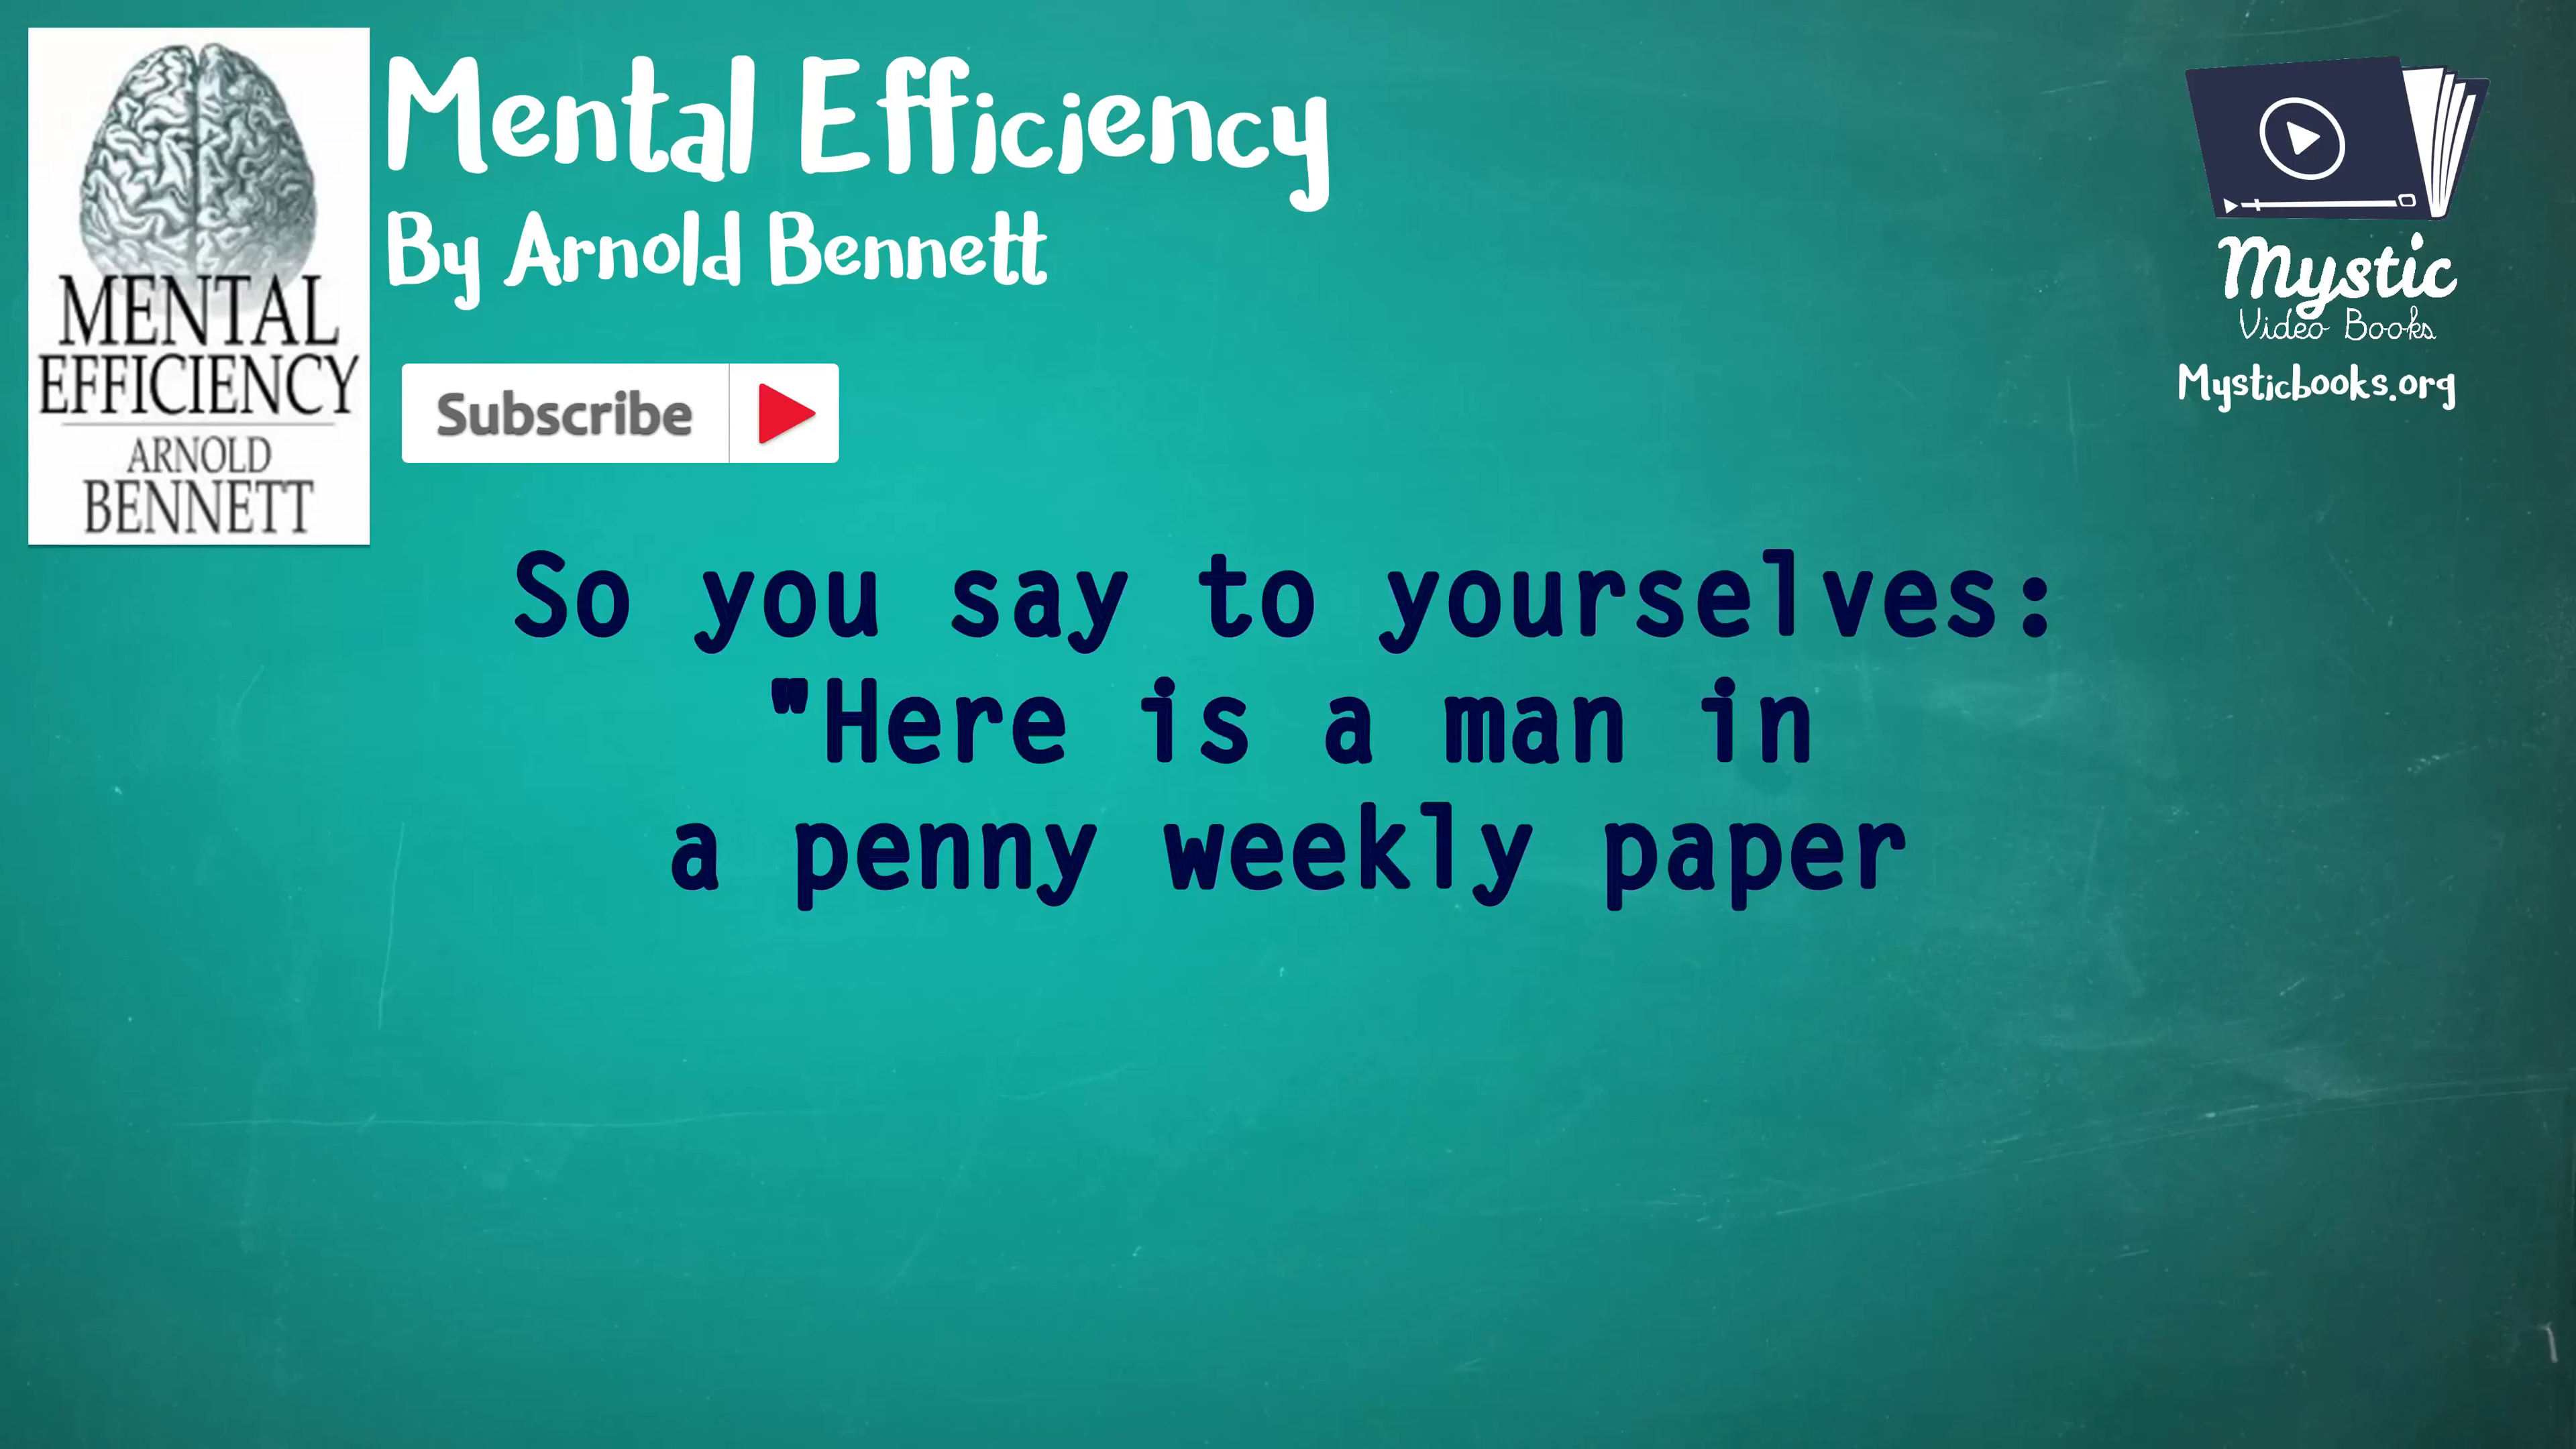 MENTAL
EFFICIENCY
ARNOLD
BENNETT
Mental Efficiency
By Arnold Bennett
Subscribe
Mystic
Video Books
Mysticbooks.org
So you say to yourselves:
"Here is a man in
a penny weekly paper